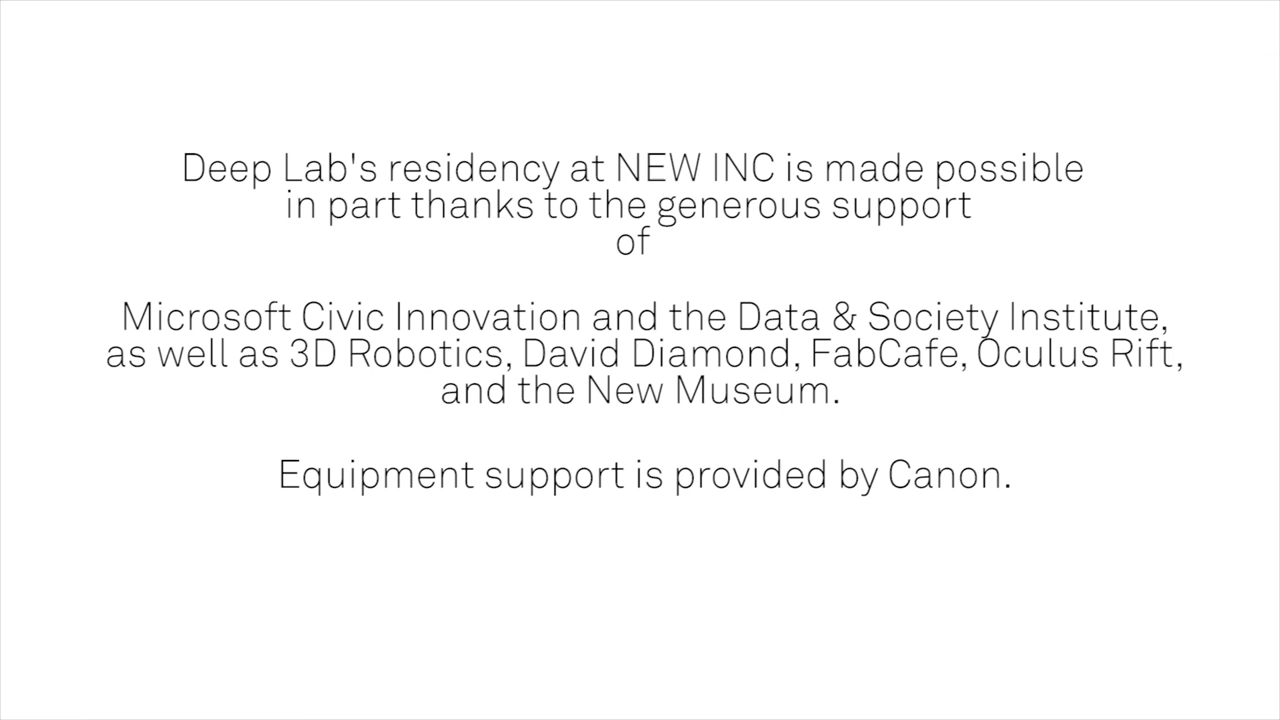 Deep Lab's residency at NEW INC is made possible
in part thanks to the generous support
of
Microsoft Civic Innovation and the Data & Society Institute,
as well as 3D Robotics, David Diamond, FabCafe, Oculus Rift,
and the New Museum.
Equipment support is provided by Canon.